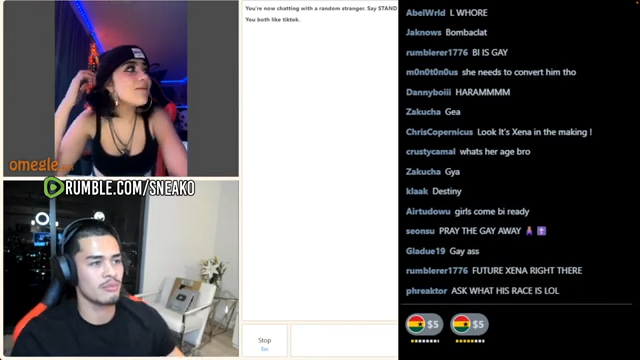 You're now chatting with a random stranger. Say STAND
You both like tiktok.
omegle
RUMBLE.COM/SNEAKO
Stop
Esc
AbelWrld L WHORE
Jaknows Bombaclat
rumblerer1776 BI IS GAY
m0nt0n0us she needs to convert him tho
Dannyboiii HARAMMMM
Zakucha Gea
ChrisCopernicus Look It's Xena in the making !
crustycamal whats her age bro
Zakucha Gya
klaak Destiny
Airtudowu girls come bi ready
seonsu PRAY THE GAY AWAY
Gladue19 Gay ass
rumblerer1776 FUTURE XENA RIGHT THERE
phreaktor ASK WHAT HIS RACE IS LOL
$5
$5